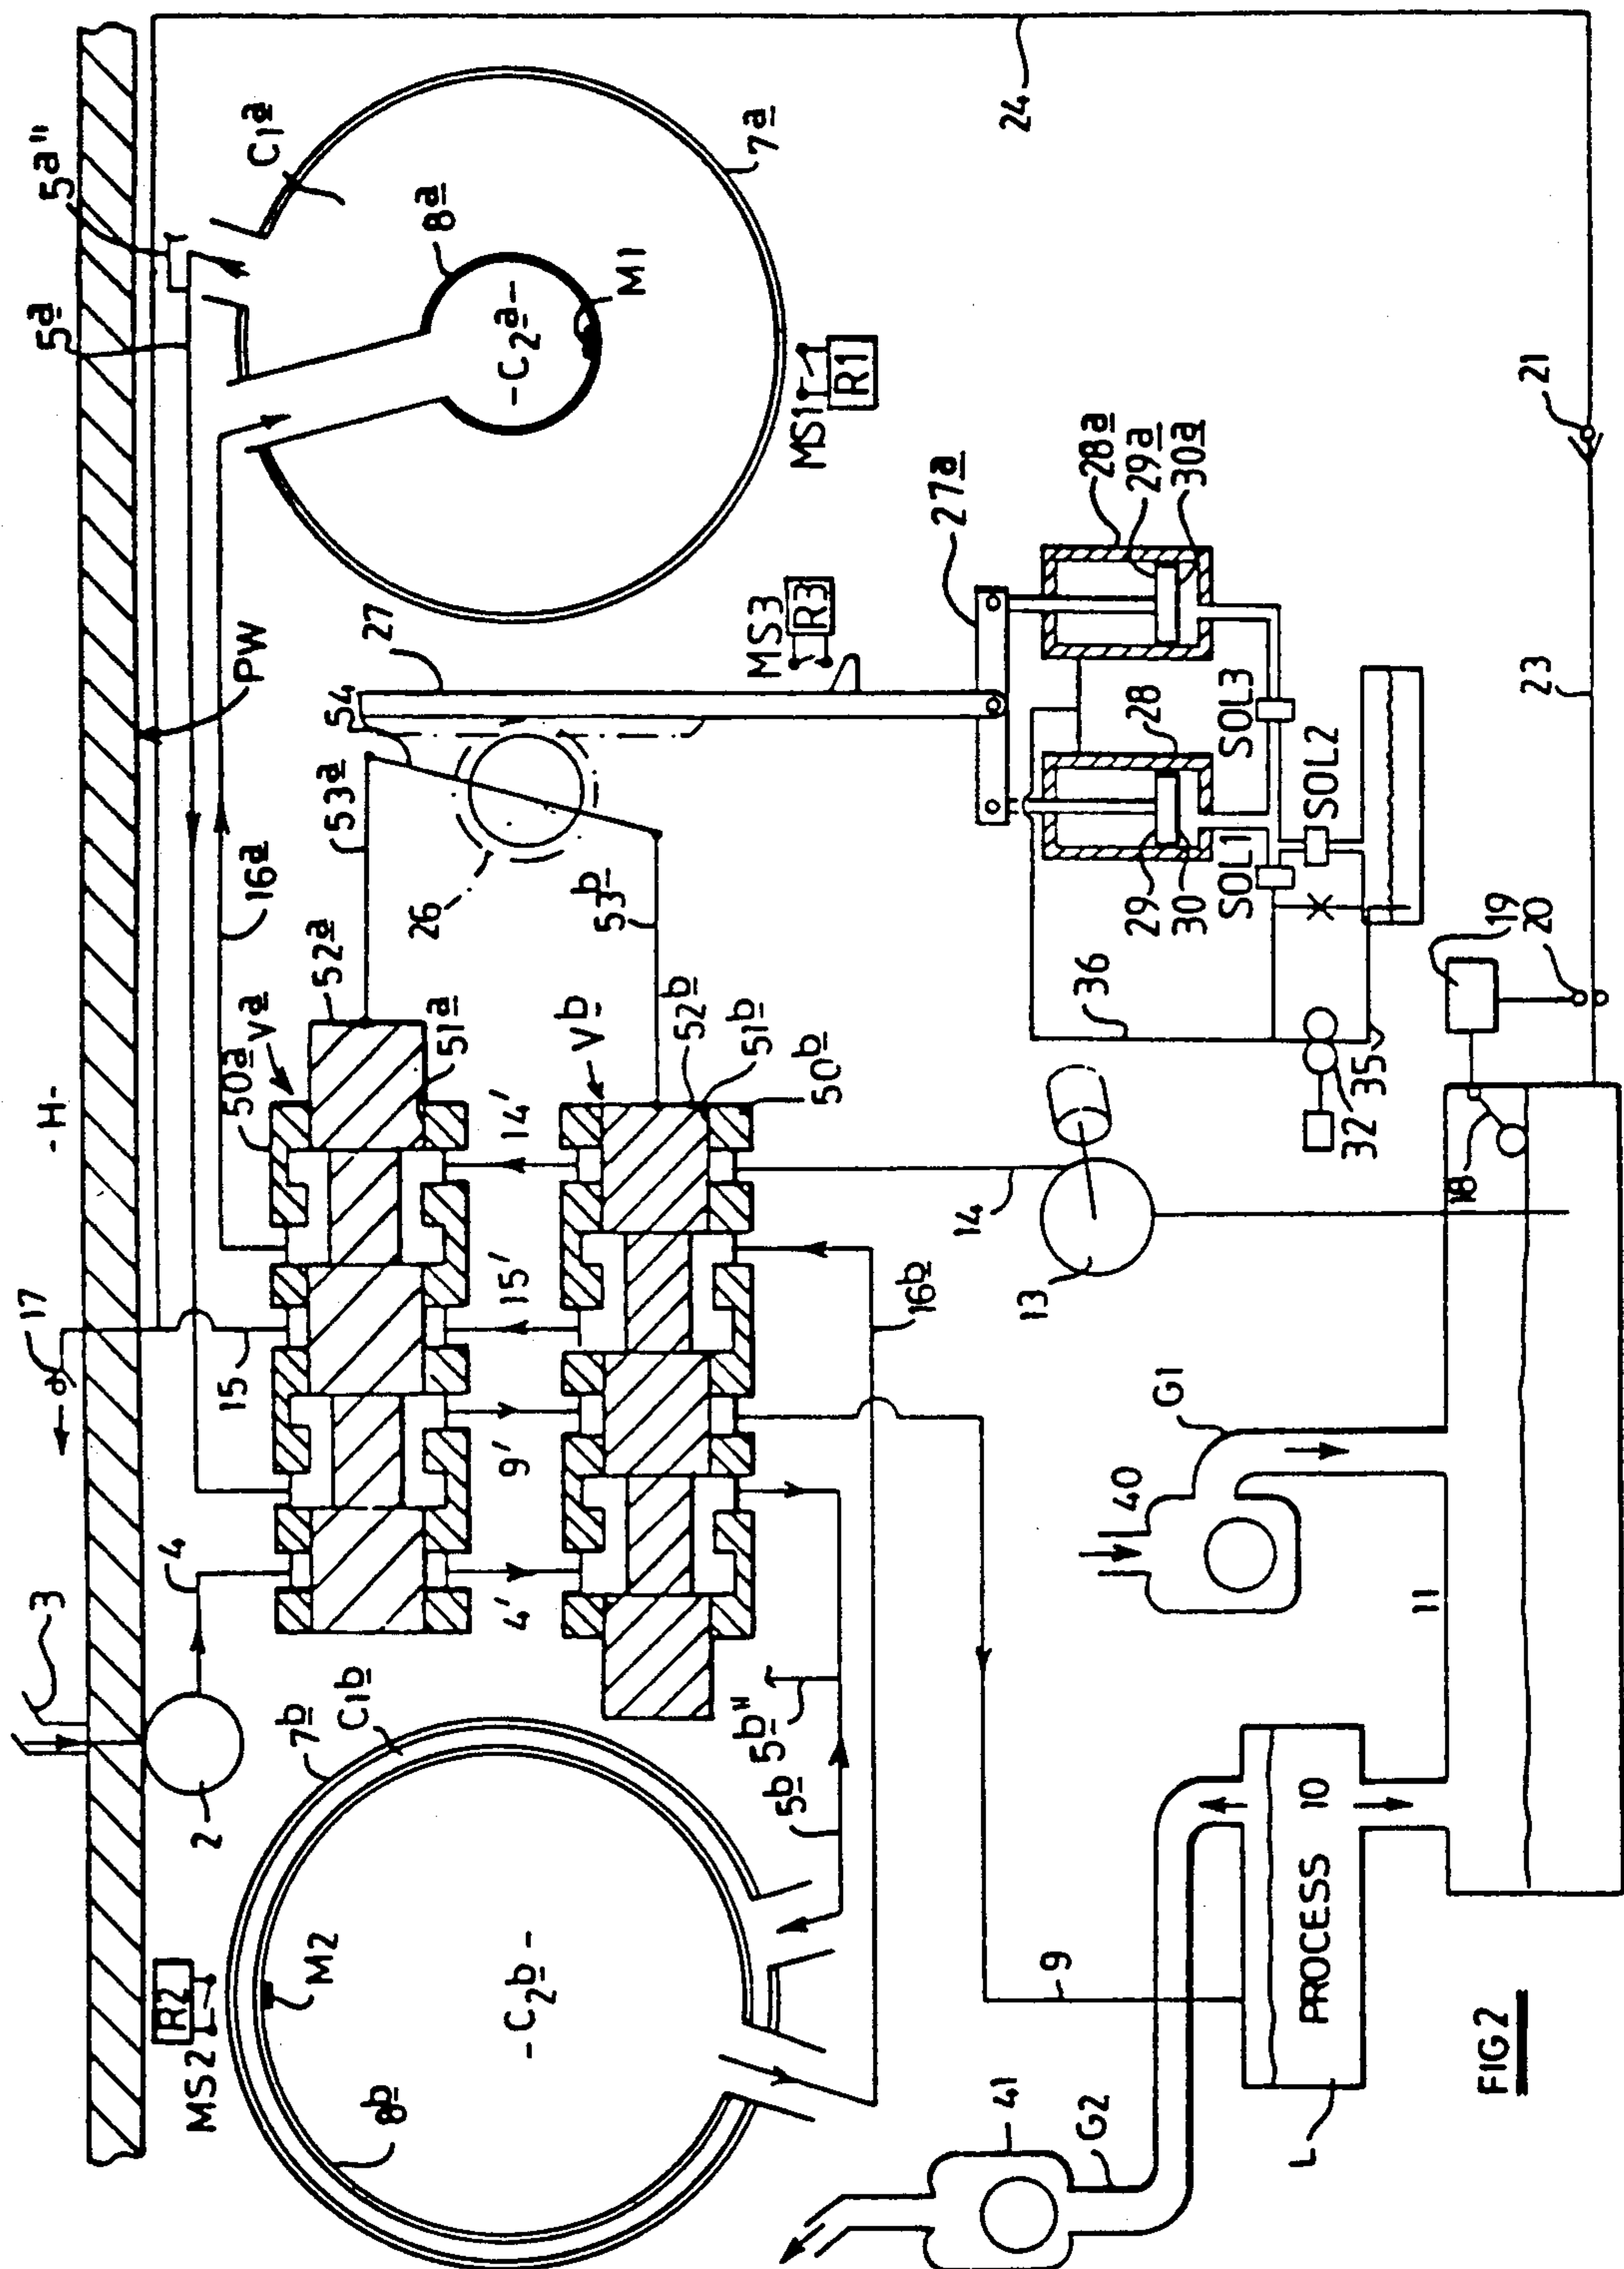 -H-
17
3
15
4
2
PW
5a
5a"
C1a
8a
-C2a-
M1
7a
MS1
R1
24
16a
Va
50a
52a
51a
53a
54
27
26
53b
MS3
R3
14'
15'
9'
4'
Vb
52b
51b
50b
7b
C1b
R2
MS2
M2
-C2b-
8b
5b"
5b
16b
14
13
9
27a
28a
29a
30a
28
29
30
SOL1
SOL2
SOL3
36
32
35
40
G1
11
18
19
20
21
23
41
G2
PROCESS 10
L
FIG 2